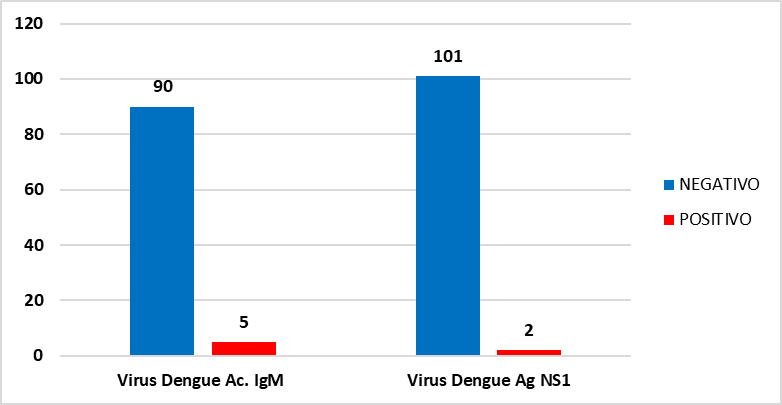 120
100
80
60
40
20
0
90
5
101
2
Virus Dengue Ac. IgM
Virus Dengue Ag NS1
NEGATIVO
POSITIVO